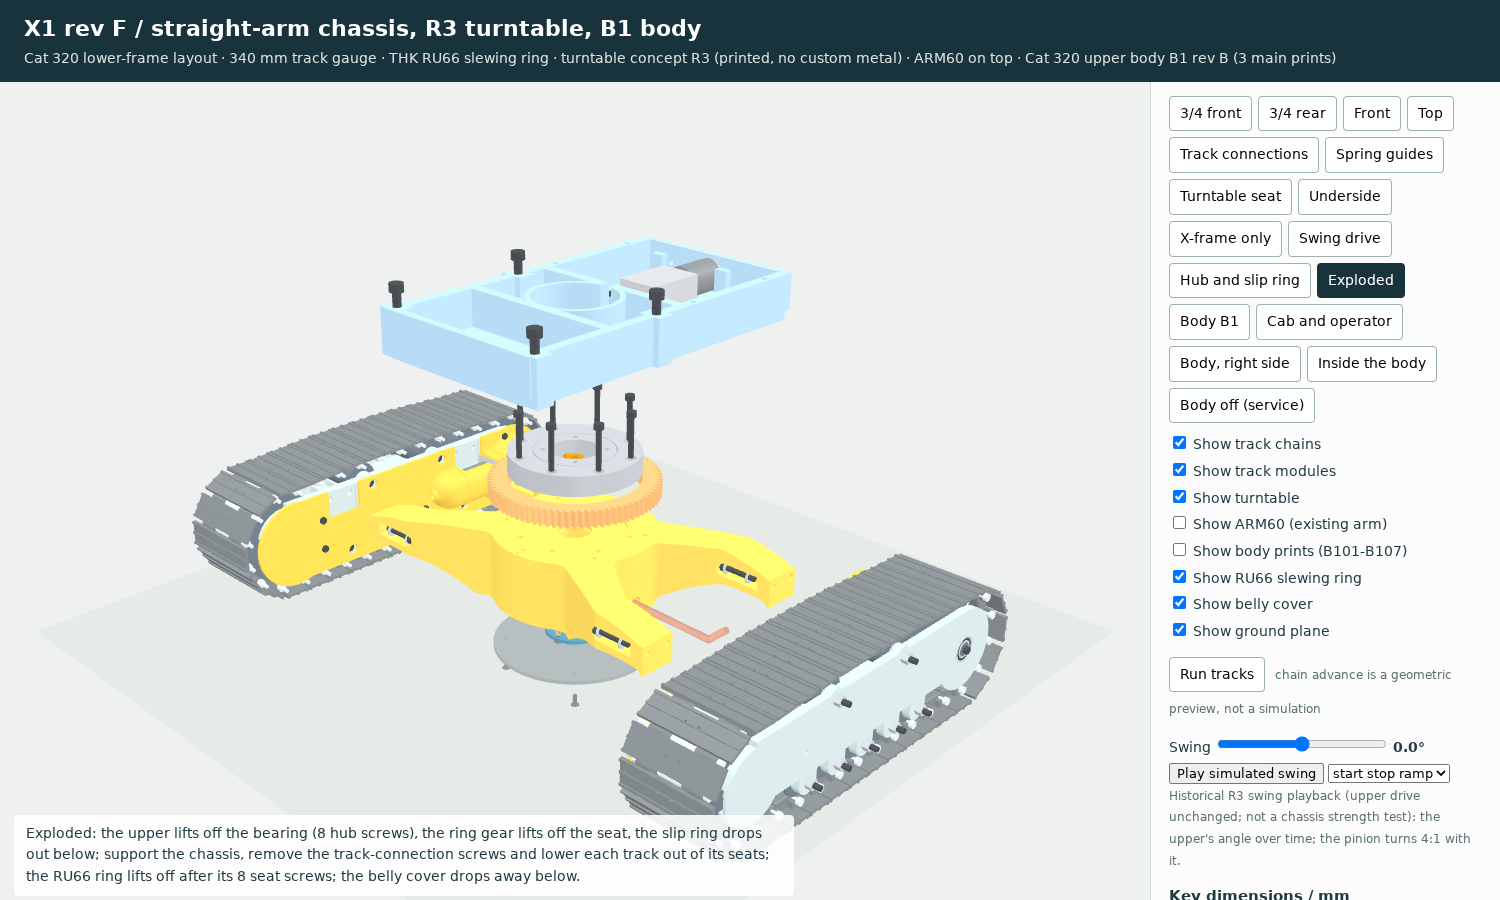 X1 rev F / straight-arm chassis, R3 turntable, B1 body
Cat 320 lower-frame layout · 340 mm track gauge · THK RU66 slewing ring · turntable concept R3 (printed, no custom metal) · ARM60 on top · Cat 320 upper body B1 rev B (3 main prints)
3/4 front
3/4 rear
Front
Top
Track connections
Spring guides
Turntable seat
Underside
X-frame only
Swing drive
Hub and slip ring
Exploded
Body B1
Cab and operator
Body, right side
Inside the body
Body off (service)
Show track chains
Show track modules
Show turntable
Show ARM60 (existing arm)
Show body prints (B101-B107)
Show RU66 slewing ring
Show belly cover
Show ground plane
Run tracks
chain advance is a geometric
preview, not a simulation
Swing
0.0°
Play simulated swing
start stop ramp
Historical R3 swing playback (upper drive
unchanged; not a chassis strength test): the
upper's angle over time; the pinion turns 4:1 with
it.
Key dimensions / mm
Exploded: the upper lifts off the bearing (8 hub screws), the ring gear lifts off the seat, the slip ring drops
out below; support the chassis, remove the track-connection screws and lower each track out of its seats;
the RU66 ring lifts off after its 8 seat screws; the belly cover drops away below.